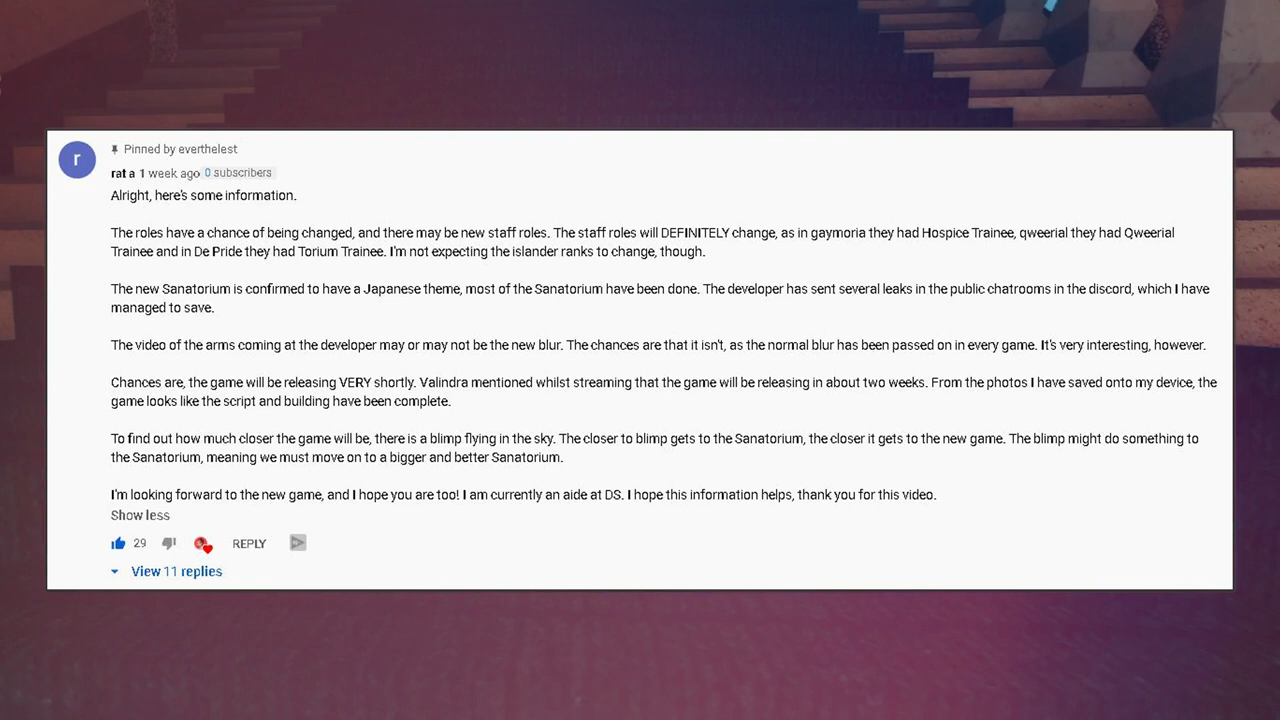 r
Pinned by everthelest
rat a 1 week ago 0 subscribers
Alright, here's some information.
The roles have a chance of being changed, and there may be new staff roles. The staff roles will DEFINITELY change, as in gaymoria they had Hospice Trainee, qweerial they had Qweerial
Trainee and in De Pride they had Torium Trainee. I'm not expecting the islander ranks to change, though.
The new Sanatorium is confirmed to have a Japanese theme, most of the Sanatorium have been done. The developer has sent several leaks in the public chatrooms in the discord, which I have
managed to save.
The video of the arms coming at the developer may or may not be the new blur. The chances are that it isn't, as the normal blur has been passed on in every game. It's very interesting, however.
Chances are, the game will be releasing VERY shortly. Valindra mentioned whilst streaming that the game will be releasing in about two weeks. From the photos I have saved onto my device, the
game looks like the script and building have been complete.
To find out how much closer the game will be, there is a blimp flying in the sky. The closer to blimp gets to the Sanatorium, the closer it gets to the new game. The blimp might do something to
the Sanatorium, meaning we must move on to a bigger and better Sanatorium.
I'm looking forward to the new game, and I hope you are too! I am currently an aide at DS. I hope this information helps, thank you for this video.
Show less
29 REPLY
View 11 replies